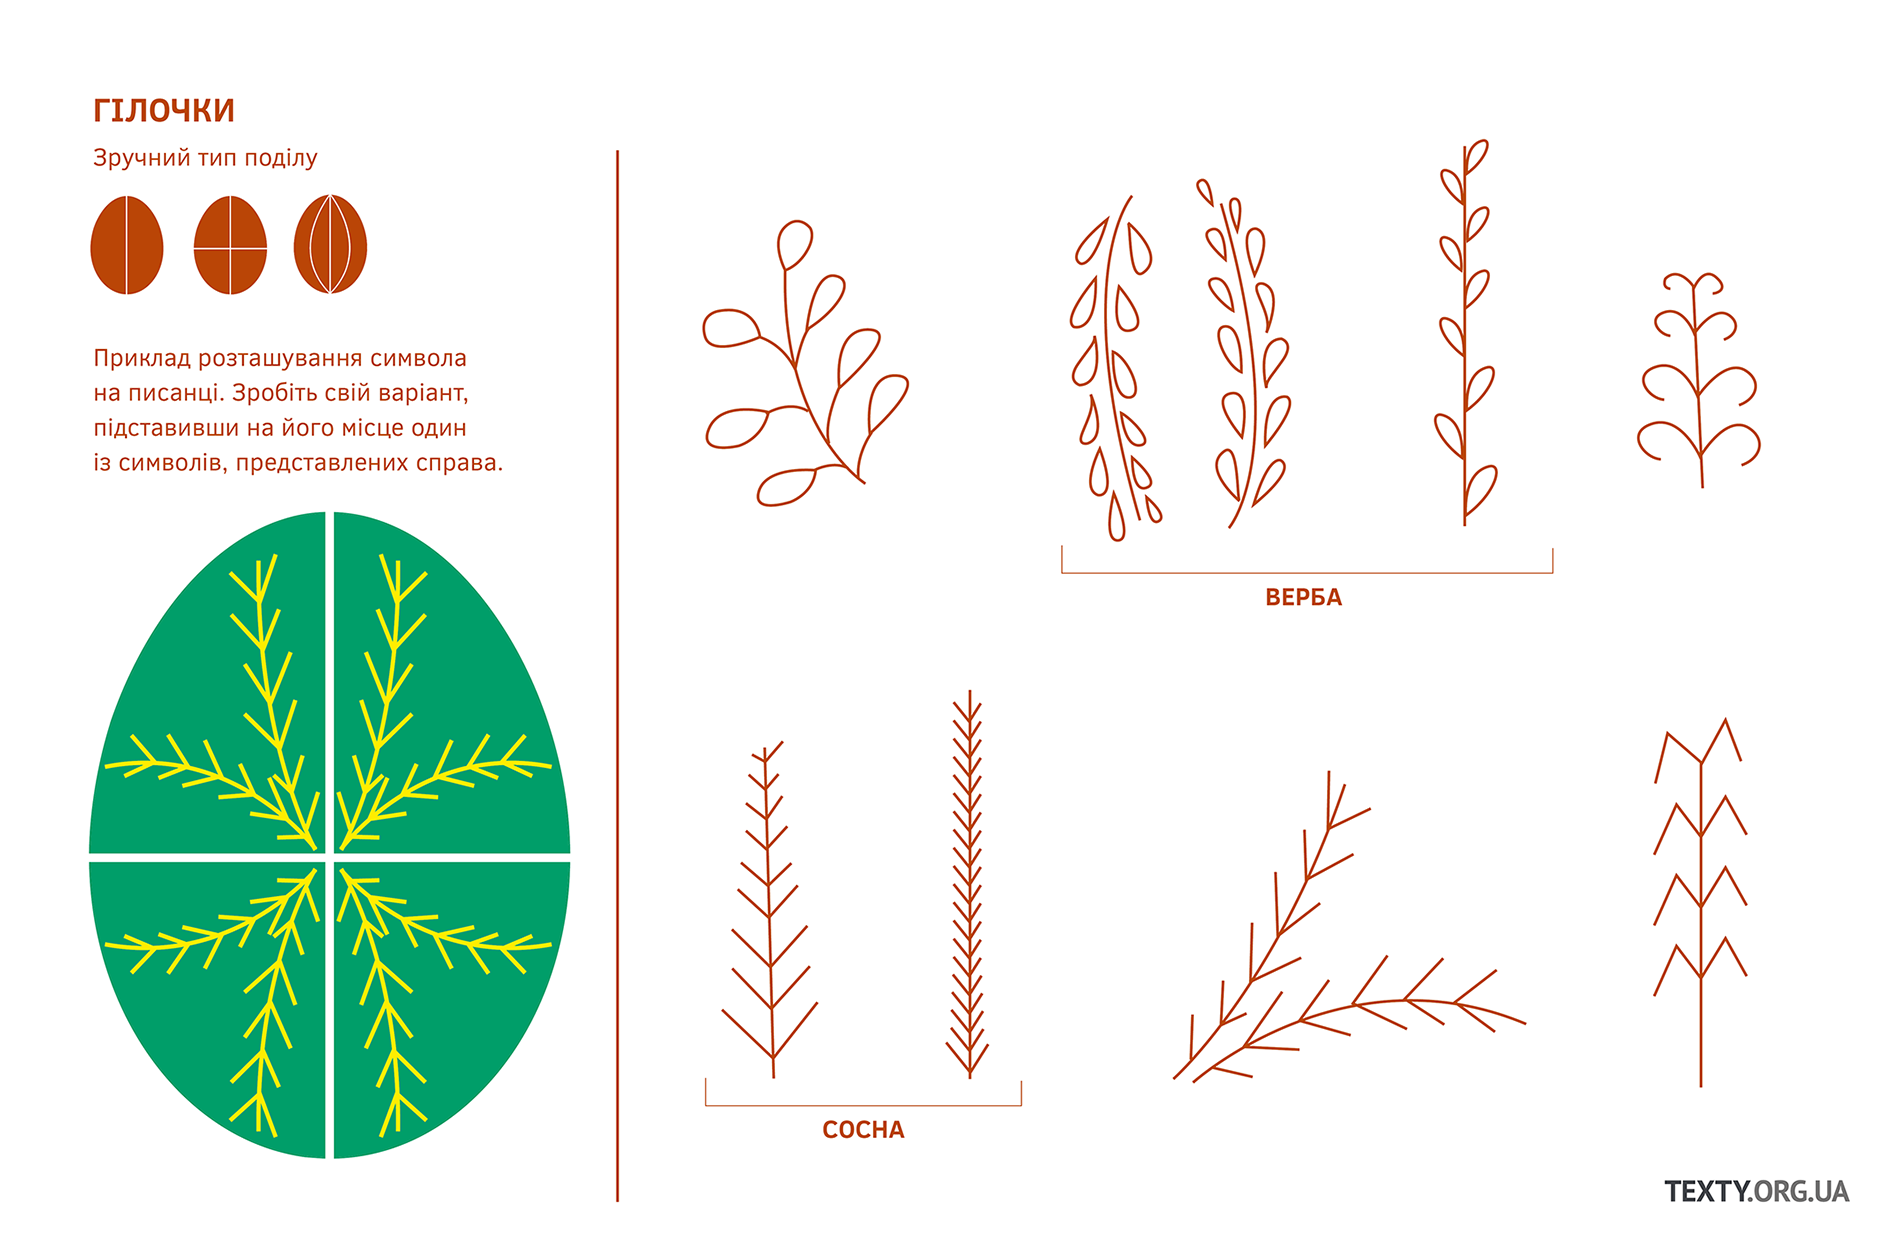 ГІЛОЧКИ
Зручний тип поділу
Приклад розташування символа
на писанці. Зробіть свій варіант,
підставивши на його місце один
із символів, представлених справа.
ВЕРБА
СОСНА
TEXTY.ORG.UA